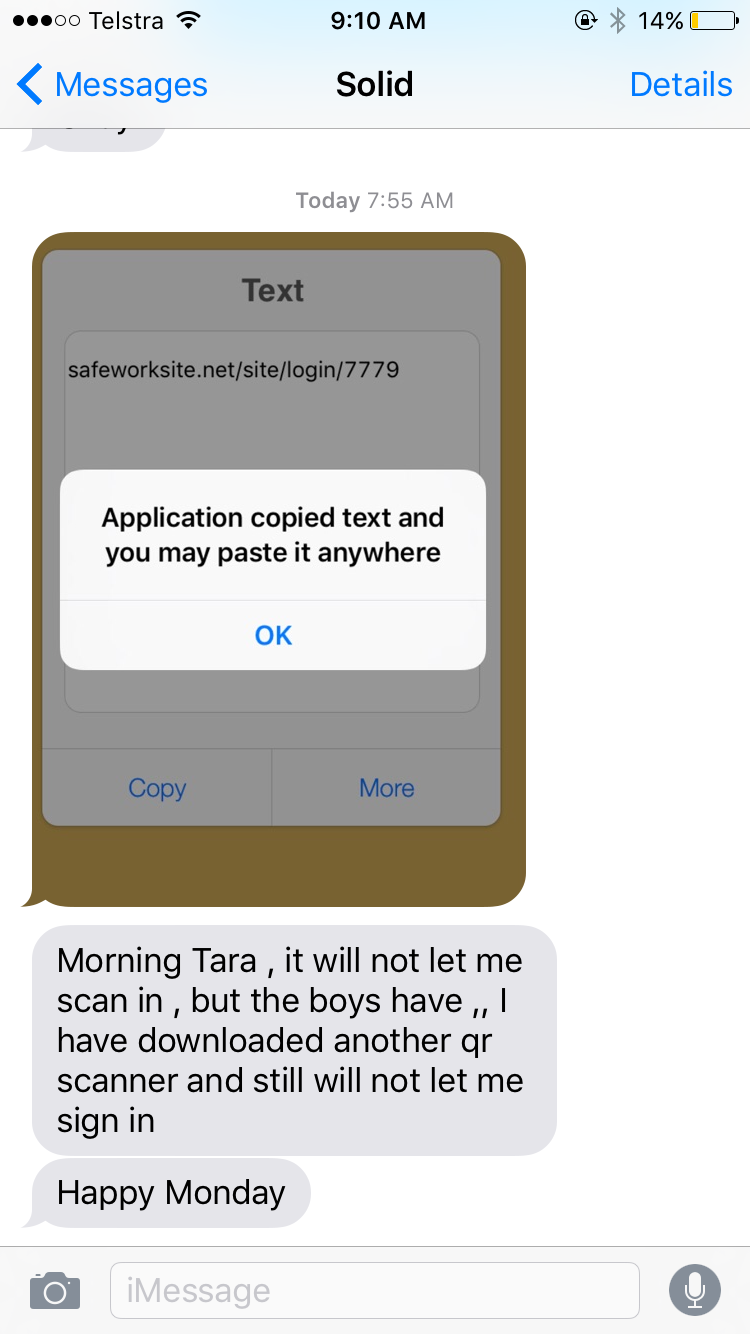 Telstra 9:10 AM 14%
Messages Solid Details
Today 7:55 AM
Text
safeworksite.net/site/login/7779
Application copied text and
you may paste it anywhere
OK
Copy More
Morning Tara , it will not let me
scan in , but the boys have ,, I
have downloaded another qr
scanner and still will not let me
sign in
Happy Monday
iMessage